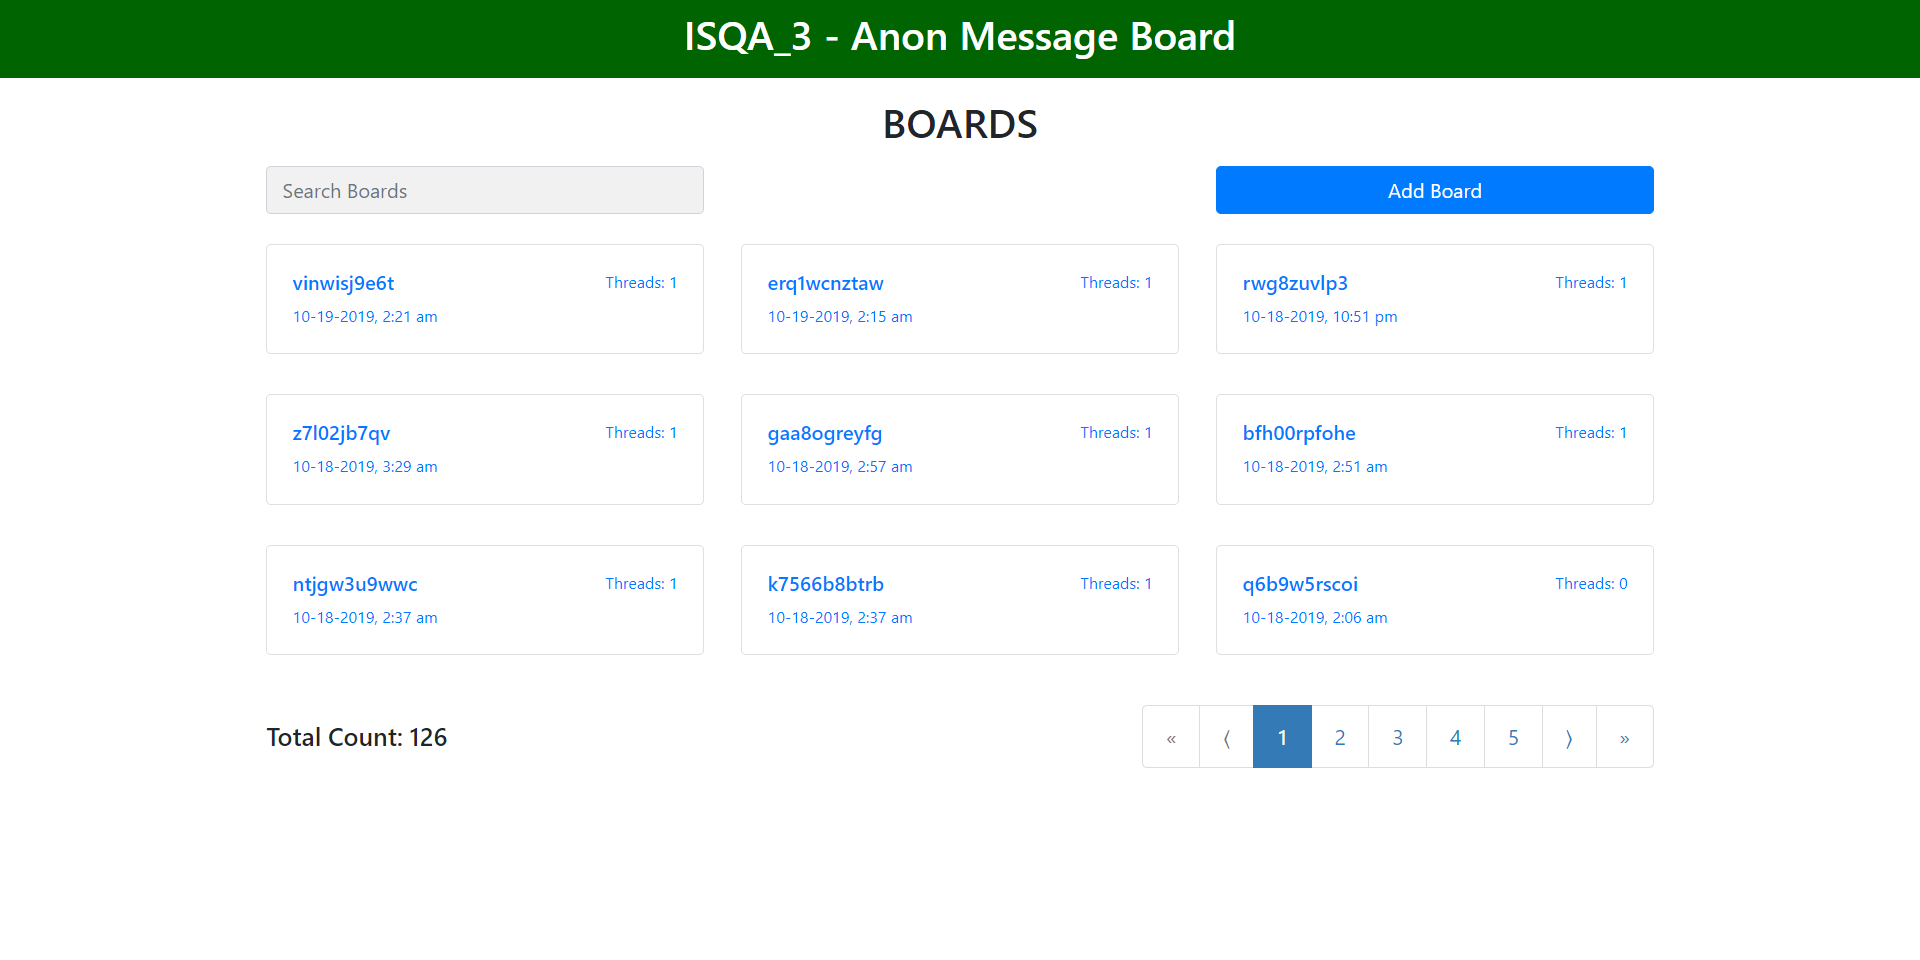 ISQA_3 - Anon Message Board
BOARDS
Search Boards
Add Board
vinwisj9e6t Threads: 1
10-19-2019, 2:21 am
erq1wcnztaw Threads: 1
10-19-2019, 2:15 am
rwg8zuvlp3 Threads: 1
10-18-2019, 10:51 pm
z7l02jb7qv Threads: 1
10-18-2019, 3:29 am
gaa8ogreyfg Threads: 1
10-18-2019, 2:57 am
bfh00rpfohe Threads: 1
10-18-2019, 2:51 am
ntjgw3u9wwc Threads: 1
10-18-2019, 2:37 am
k7566b8btrb Threads: 1
10-18-2019, 2:37 am
q6b9w5rscoi Threads: 0
10-18-2019, 2:06 am
Total Count: 126
« ⟨ 1 2 3 4 5 ⟩ »